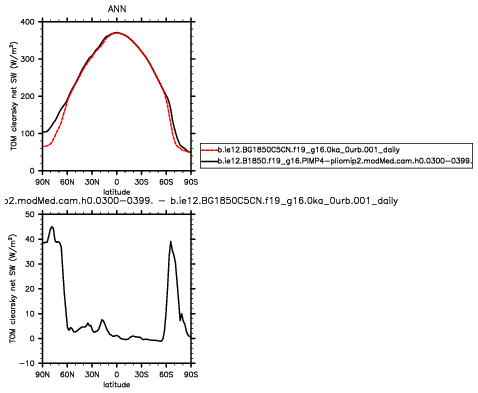 ANN
TOM clearsky net SW (W/m²)
400
300
200
100
0
90N 60N 30N 0 30S 60S 90S
latitude
b.ie12.BG1850C5CN.f19_g16.0ka_0urb.001_daily
b.ie12.B1850.f19_g16.PlMP4-pliomip2.modMed.cam.h0.0300-0399.
p2.modMed.cam.h0.0300-0399. - b.ie12.BG1850C5CN.f19_g16.0ka_0urb.001_daily
TOM clearsky net SW (W/m²)
50
40
30
20
10
0
-10
90N 60N 30N 0 30S 60S 90S
latitude